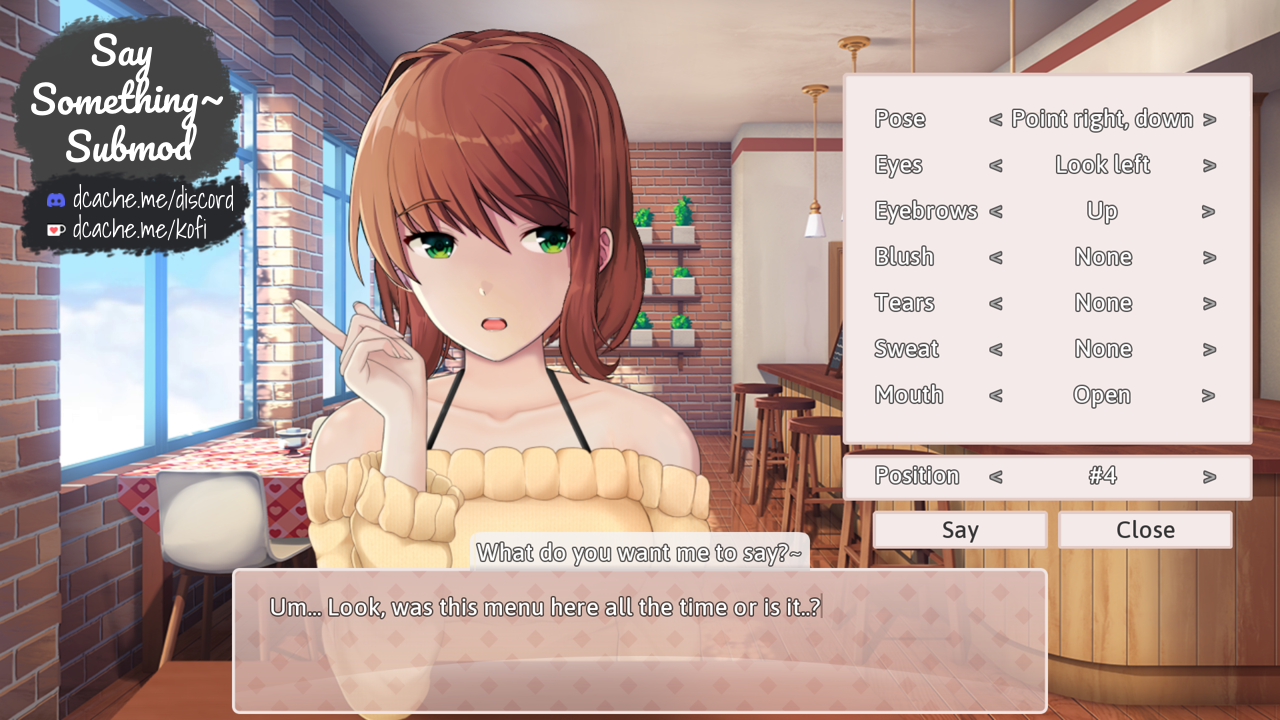 Say
Something~
Submod
dcache.me/discord
dcache.me/kofi
Pose < Point right, down >
Eyes < Look left >
Eyebrows < Up >
Blush < None >
Tears < None >
Sweat < None >
Mouth < Open >
Position < #4 >
Say Close
What do you want me to say?~
Um... Look, was this menu here all the time or is it..?